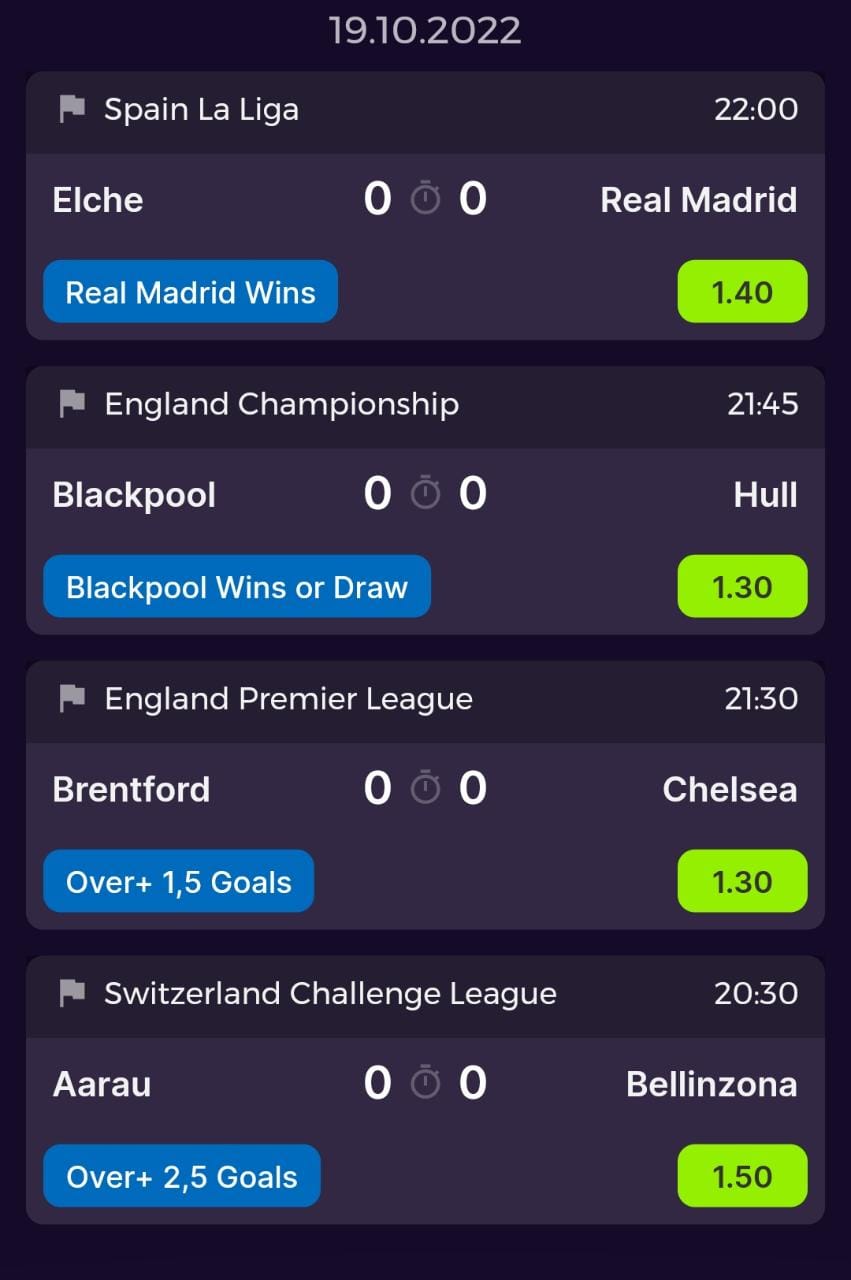 19.10.2022
Spain La Liga 22:00
Elche 0 0 Real Madrid
Real Madrid Wins 1.40
England Championship 21:45
Blackpool 0 0 Hull
Blackpool Wins or Draw 1.30
England Premier League 21:30
Brentford 0 0 Chelsea
Over+ 1,5 Goals 1.30
Switzerland Challenge League 20:30
Aarau 0 0 Bellinzona
Over+ 2,5 Goals 1.50